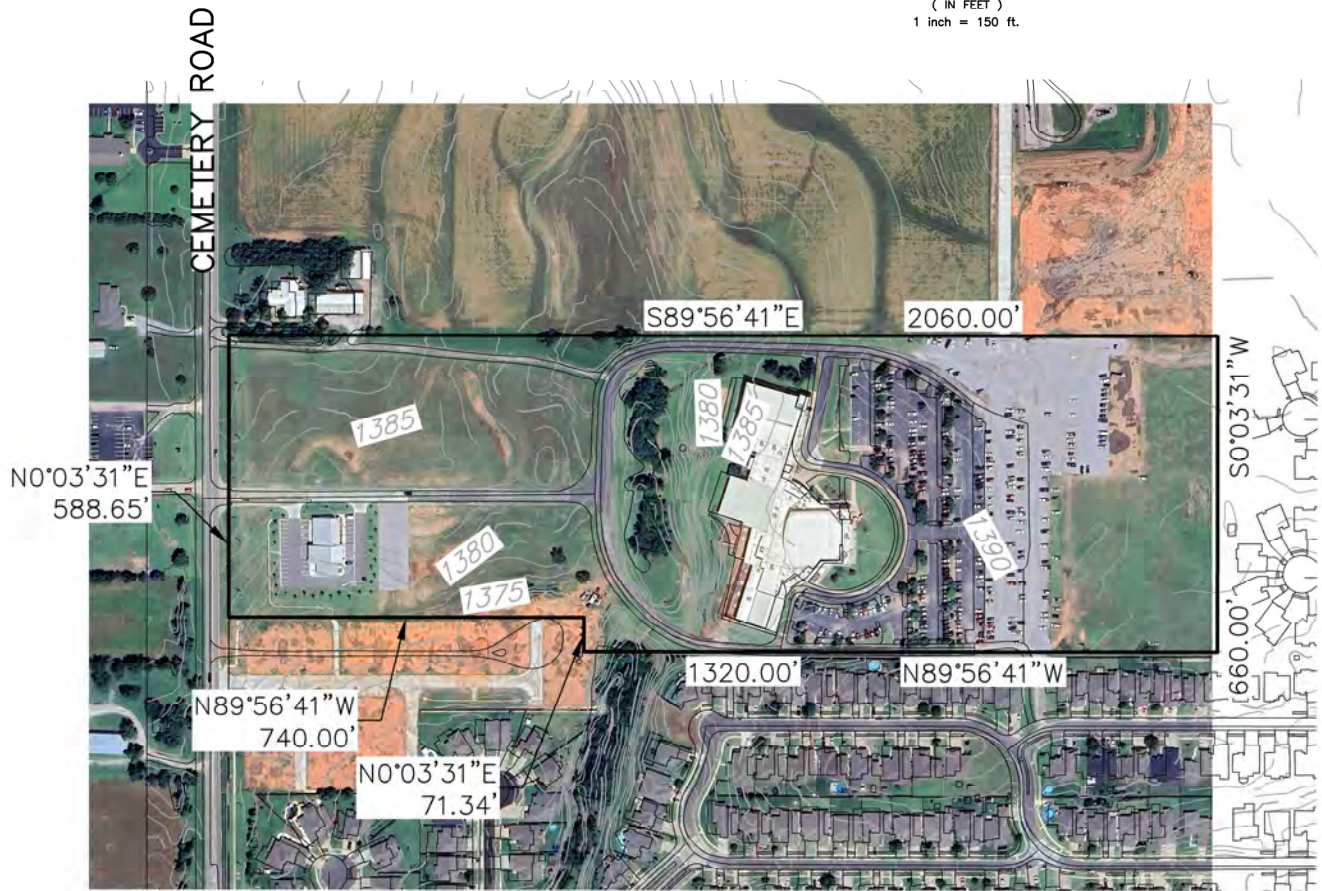 ( IN FEET )
1 inch = 150 ft.
CEMETERY ROAD
S89°56'41"E
2060.00'
S0°03'31"W
660.00'
1385
1380
1385
N0°03'31"E
588.65'
1390
1380
1375
1320.00'
N89°56'41"W
N89°56'41"W
740.00'
N0°03'31"E
71.34'